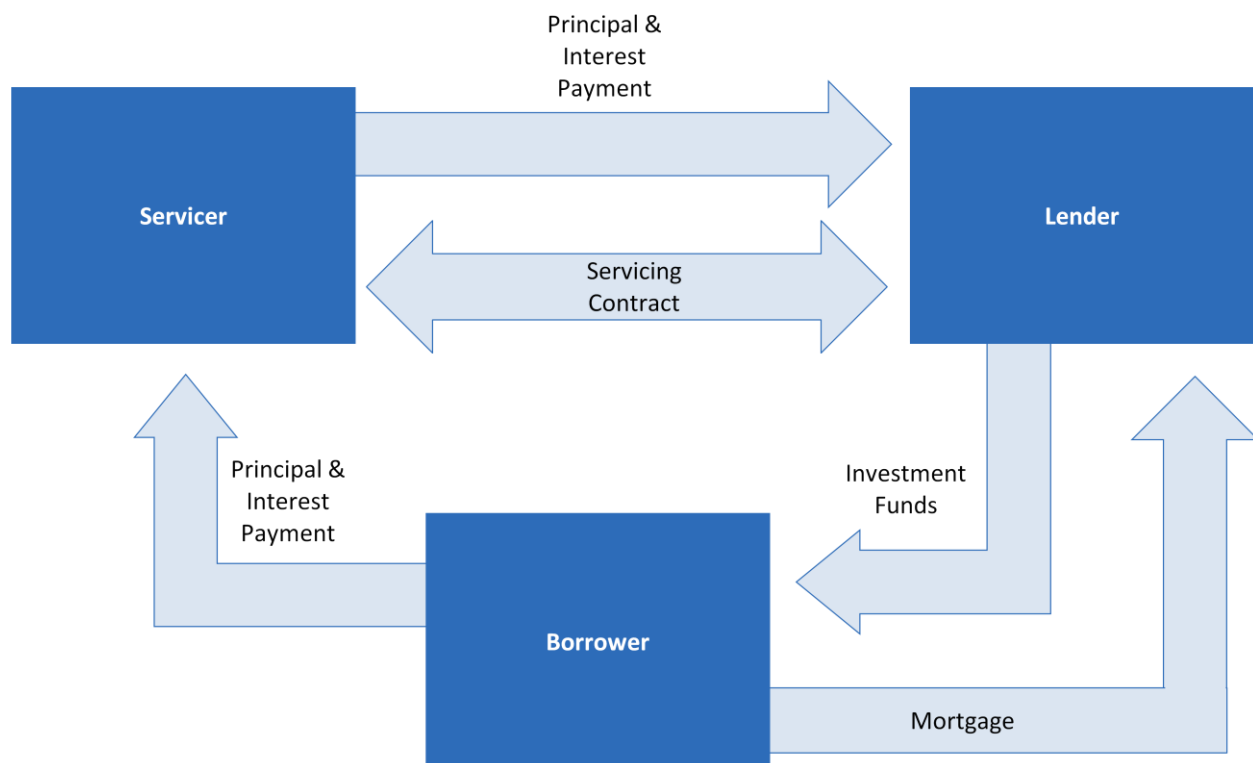 Principal &
Interest
Payment
Servicer
Lender
Servicing
Contract
Principal &
Interest
Payment
Investment
Funds
Borrower
Mortgage